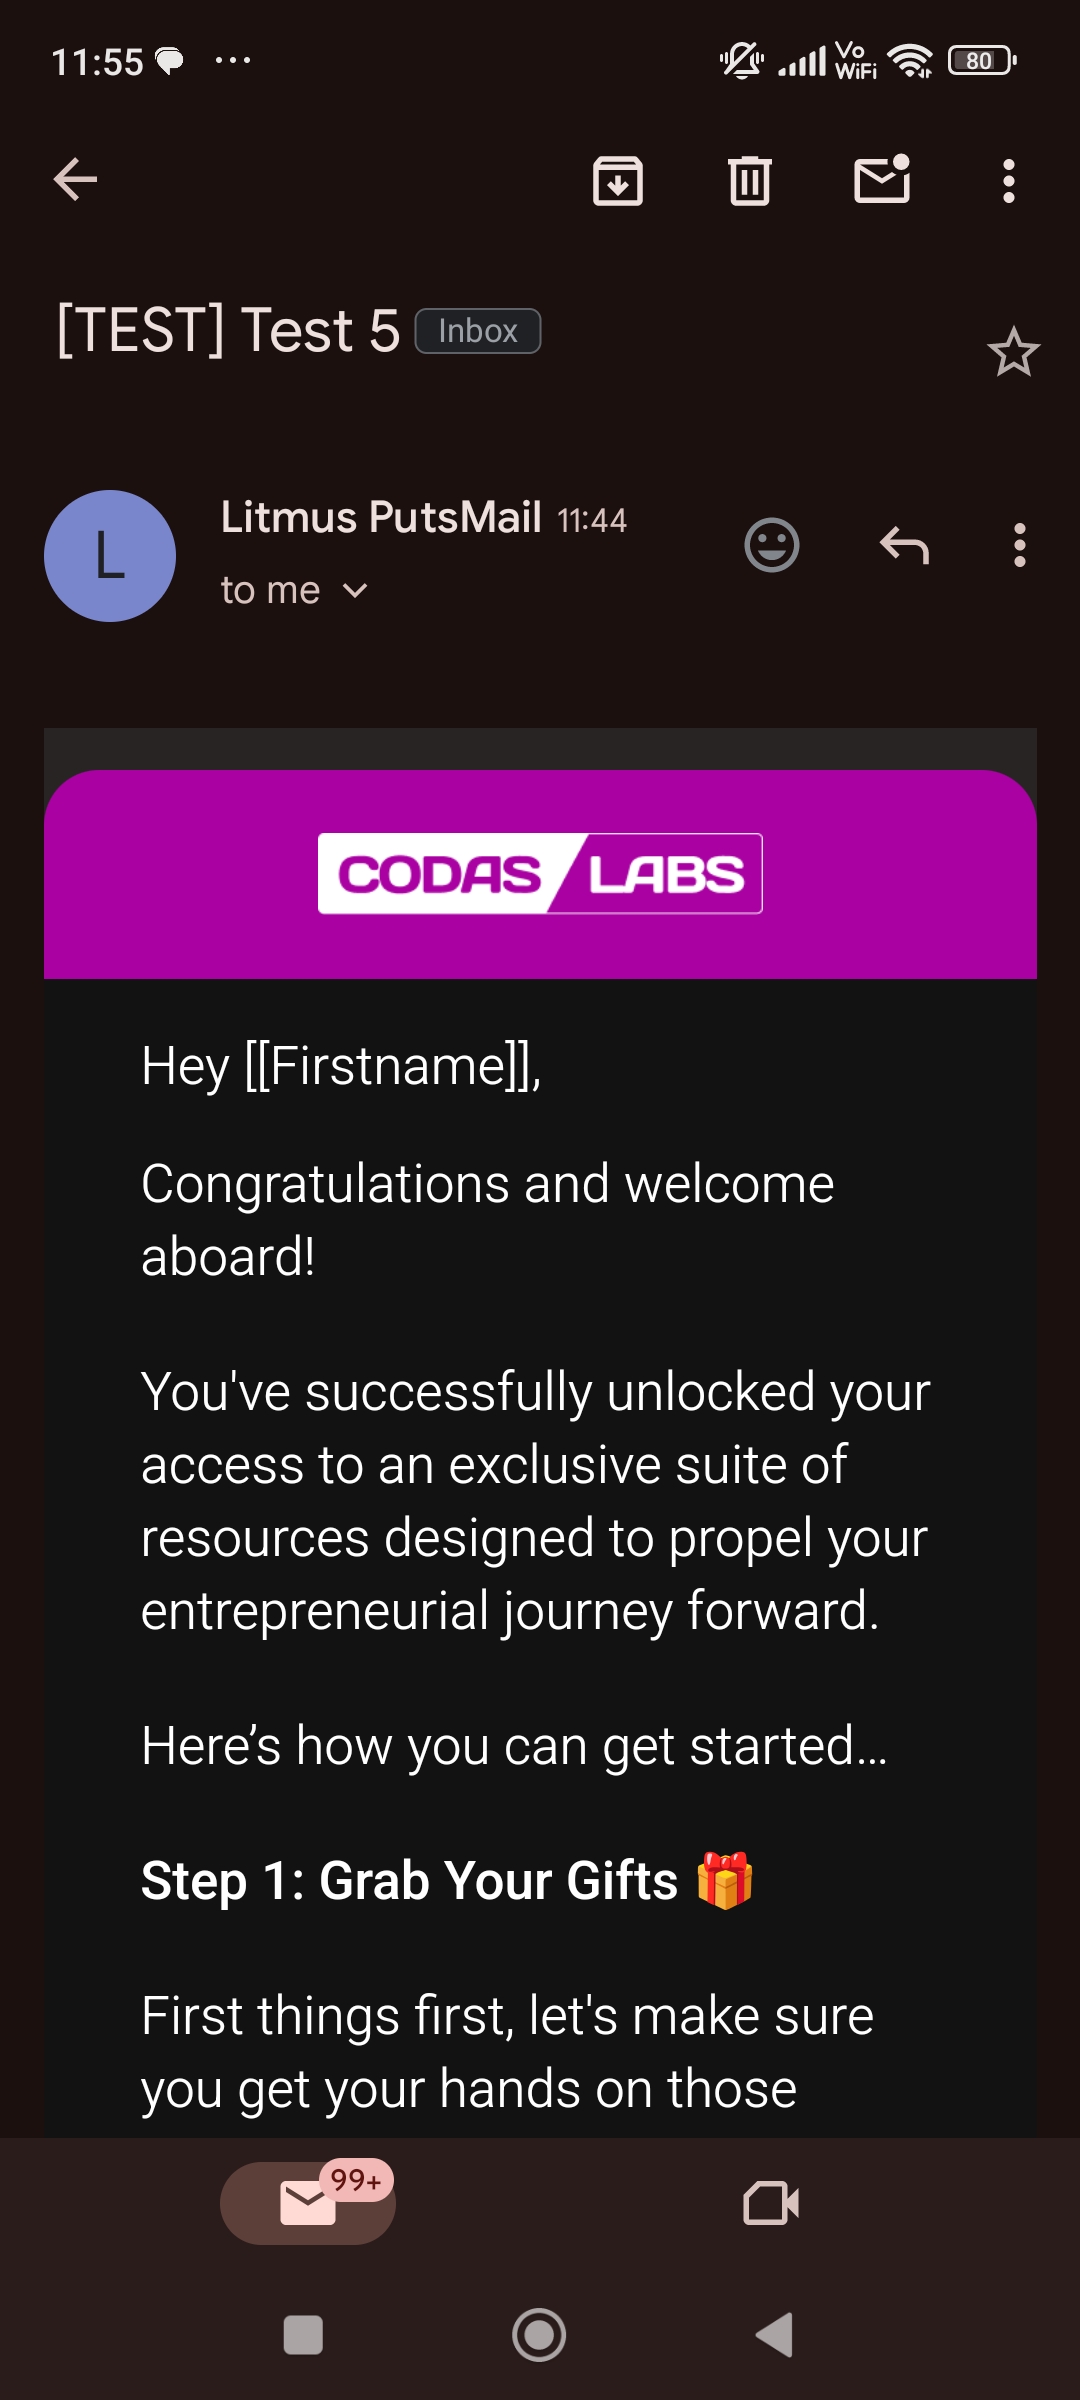 11:55
Vo
WiFi
80
[TEST] Test 5 Inbox
L
Litmus PutsMail 11:44
to me
CODAS LABS
Hey [[Firstname]],
Congratulations and welcome
aboard!
You've successfully unlocked your
access to an exclusive suite of
resources designed to propel your
entrepreneurial journey forward.
Here’s how you can get started…
Step 1: Grab Your Gifts 🎁
First things first, let's make sure
you get your hands on those
99+